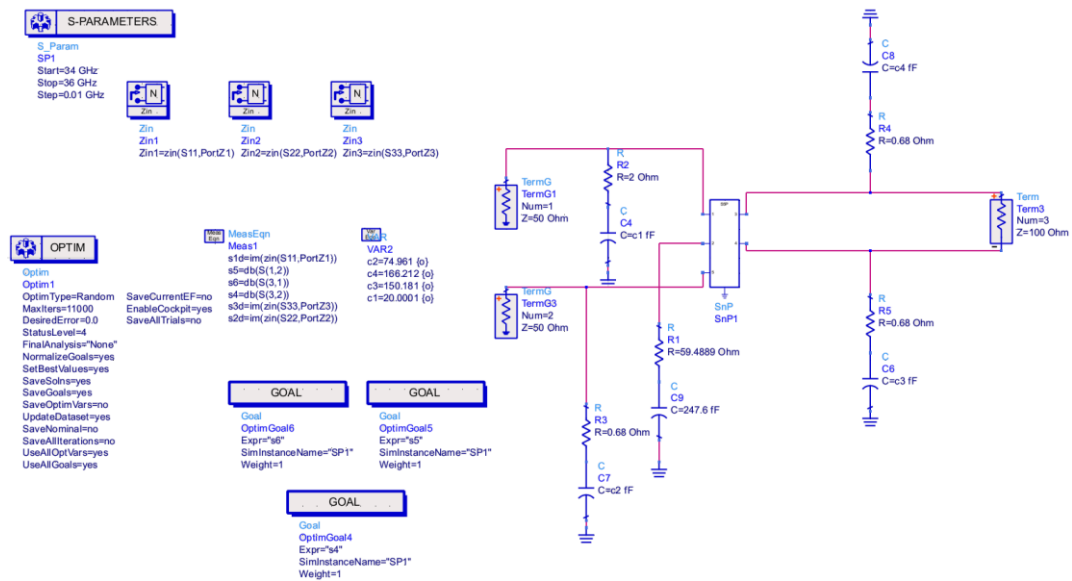 S-PARAMETERS
S_Param
SP1
Start=34 GHz
Stop=36 GHz
Step=0.01 GHz
N
Zin
Zin
Zin1
Zin1=zin(S11,PortZ1)
N
Zin
Zin
Zin2
Zin2=zin(S22,PortZ2)
N
Zin
Zin
Zin3
Zin3=zin(S33,PortZ3)
OPTIM
Optim
Optim1
OptimType=Random
MaxIters=11000
DesiredError=0.0
StatusLevel=4
FinalAnalysis="None"
NormalizeGoals=yes
SetBestValues=yes
SaveSolns=yes
SaveGoals=yes
SaveOptimVars=no
UpdateDataset=yes
SaveNominal=no
SaveAllIterations=no
UseAllOptVars=yes
UseAllGoals=yes
SaveCurrentEF=no
EnableCockpit=yes
SaveAllTrials=no
Meas
Eqn
MeasEqn
Meas1
s1d=im(zin(S11,PortZ1))
s5=db(S(1,2))
s6=db(S(3,1))
s4=db(S(3,2))
s3d=im(zin(S33,PortZ3))
s2d=im(zin(S22,PortZ2))
Var
Eqn
VAR
VAR2
c2=74.961 {o}
c4=166.212 {o}
c3=150.181 {o}
c1=20.0001 {o}
GOAL
Goal
OptimGoal6
Expr="s6"
SimInstanceName="SP1"
Weight=1
GOAL
Goal
OptimGoal5
Expr="s5"
SimInstanceName="SP1"
Weight=1
GOAL
Goal
OptimGoal4
Expr="s4"
SimInstanceName="SP1"
Weight=1
TermG
TermG1
Num=1
Z=50 Ohm
R
R2
R=2 Ohm
C
C4
C=c1 fF
TermG
TermG3
Num=2
Z=50 Ohm
R
R3
R=0.68 Ohm
C
C7
C=c2 fF
R
R1
R=59.4889 Ohm
C
C9
C=247.6 fF
SnP
SnP1
C
C8
C=c4 fF
R
R4
R=0.68 Ohm
Term
Term3
Num=3
Z=100 Ohm
R
R5
R=0.68 Ohm
C
C6
C=c3 fF